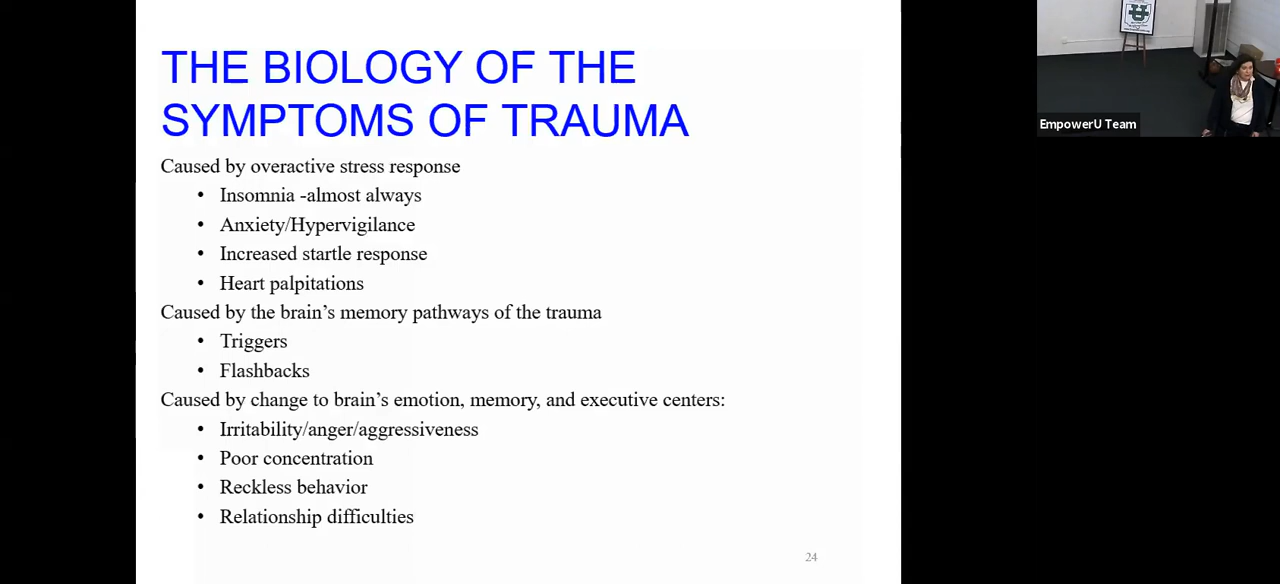 THE BIOLOGY OF THE
SYMPTOMS OF TRAUMA
Caused by overactive stress response
• Insomnia -almost always
• Anxiety/Hypervigilance
• Increased startle response
• Heart palpitations
Caused by the brain’s memory pathways of the trauma
• Triggers
• Flashbacks
Caused by change to brain’s emotion, memory, and executive centers:
• Irritability/anger/aggressiveness
• Poor concentration
• Reckless behavior
• Relationship difficulties
24
EmpowerU Team